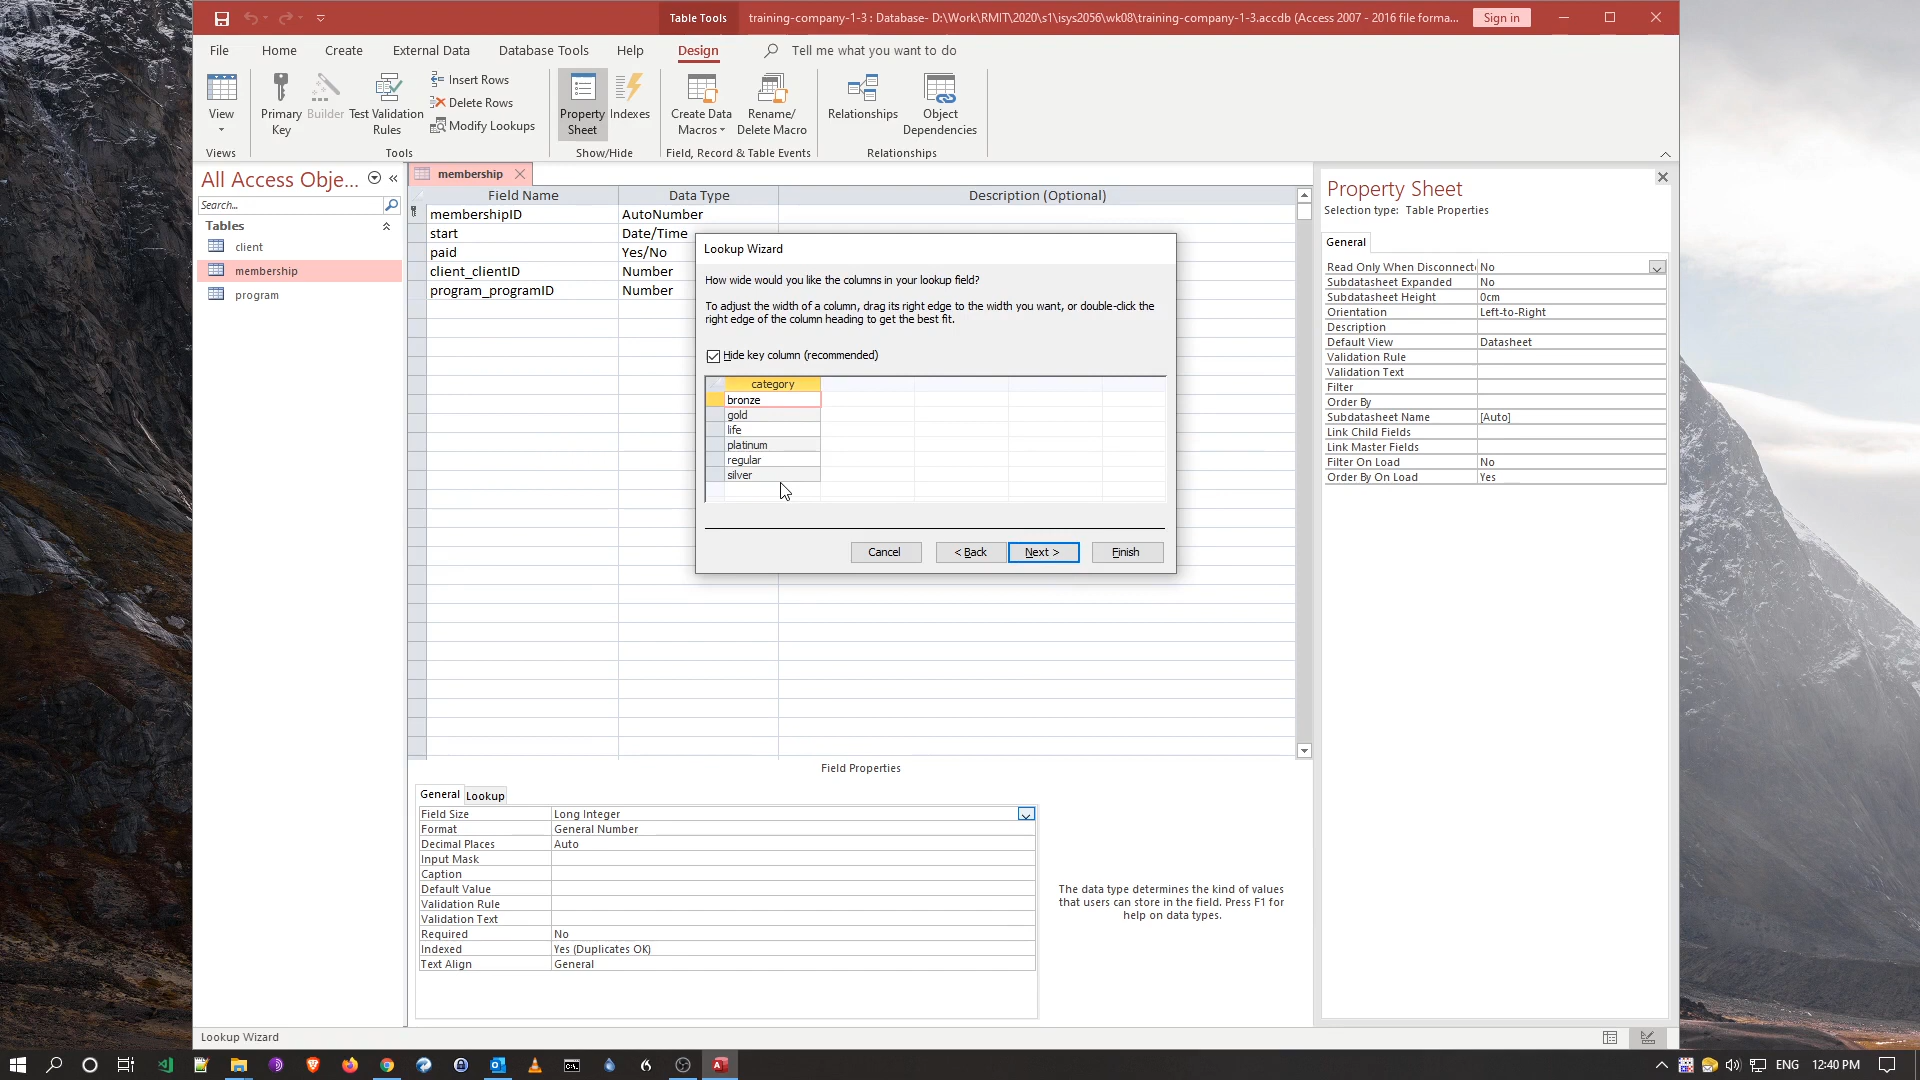 Table Tools
training-company-1-3 : Database- D:\Work\RMIT\2020\s1\isys2056\wk08\training-company-1-3.accdb (Access 2007 - 2016 file forma...
Sign in
File Home Create External Data Database Tools Help Design Tell me what you want to do
View
Primary Key
Builder
Test Validation Rules
Insert Rows
Delete Rows
Modify Lookups
Property Sheet
Indexes
Create Data Macros
Rename/ Delete Macro
Relationships
Object Dependencies
Views Tools Show/Hide Field, Record & Table Events Relationships
All Access Obje...
Search...
Tables
client
membership
program
membership
Field Name Data Type Description (Optional)
membershipID AutoNumber
start Date/Time
paid Yes/No
client_clientID Number
program_programID Number
Lookup Wizard
How wide would you like the columns in your lookup field?
To adjust the width of a column, drag its right edge to the width you want, or double-click the
right edge of the column heading to get the best fit.
Hide key column (recommended)
category
bronze
gold
life
platinum
regular
silver
Cancel < Back Next > Finish
Field Properties
General Lookup
Field Size Long Integer
Format General Number
Decimal Places Auto
Input Mask
Caption
Default Value
Validation Rule
Validation Text
Required No
Indexed Yes (Duplicates OK)
Text Align General
The data type determines the kind of values
that users can store in the field. Press F1 for
help on data types.
Property Sheet
Selection type: Table Properties
General
Read Only When Disconnect No
Subdatasheet Expanded No
Subdatasheet Height 0cm
Orientation Left-to-Right
Description
Default View Datasheet
Validation Rule
Validation Text
Filter
Order By
Subdatasheet Name [Auto]
Link Child Fields
Link Master Fields
Filter On Load No
Order By On Load Yes
Lookup Wizard
ENG 12:40 PM